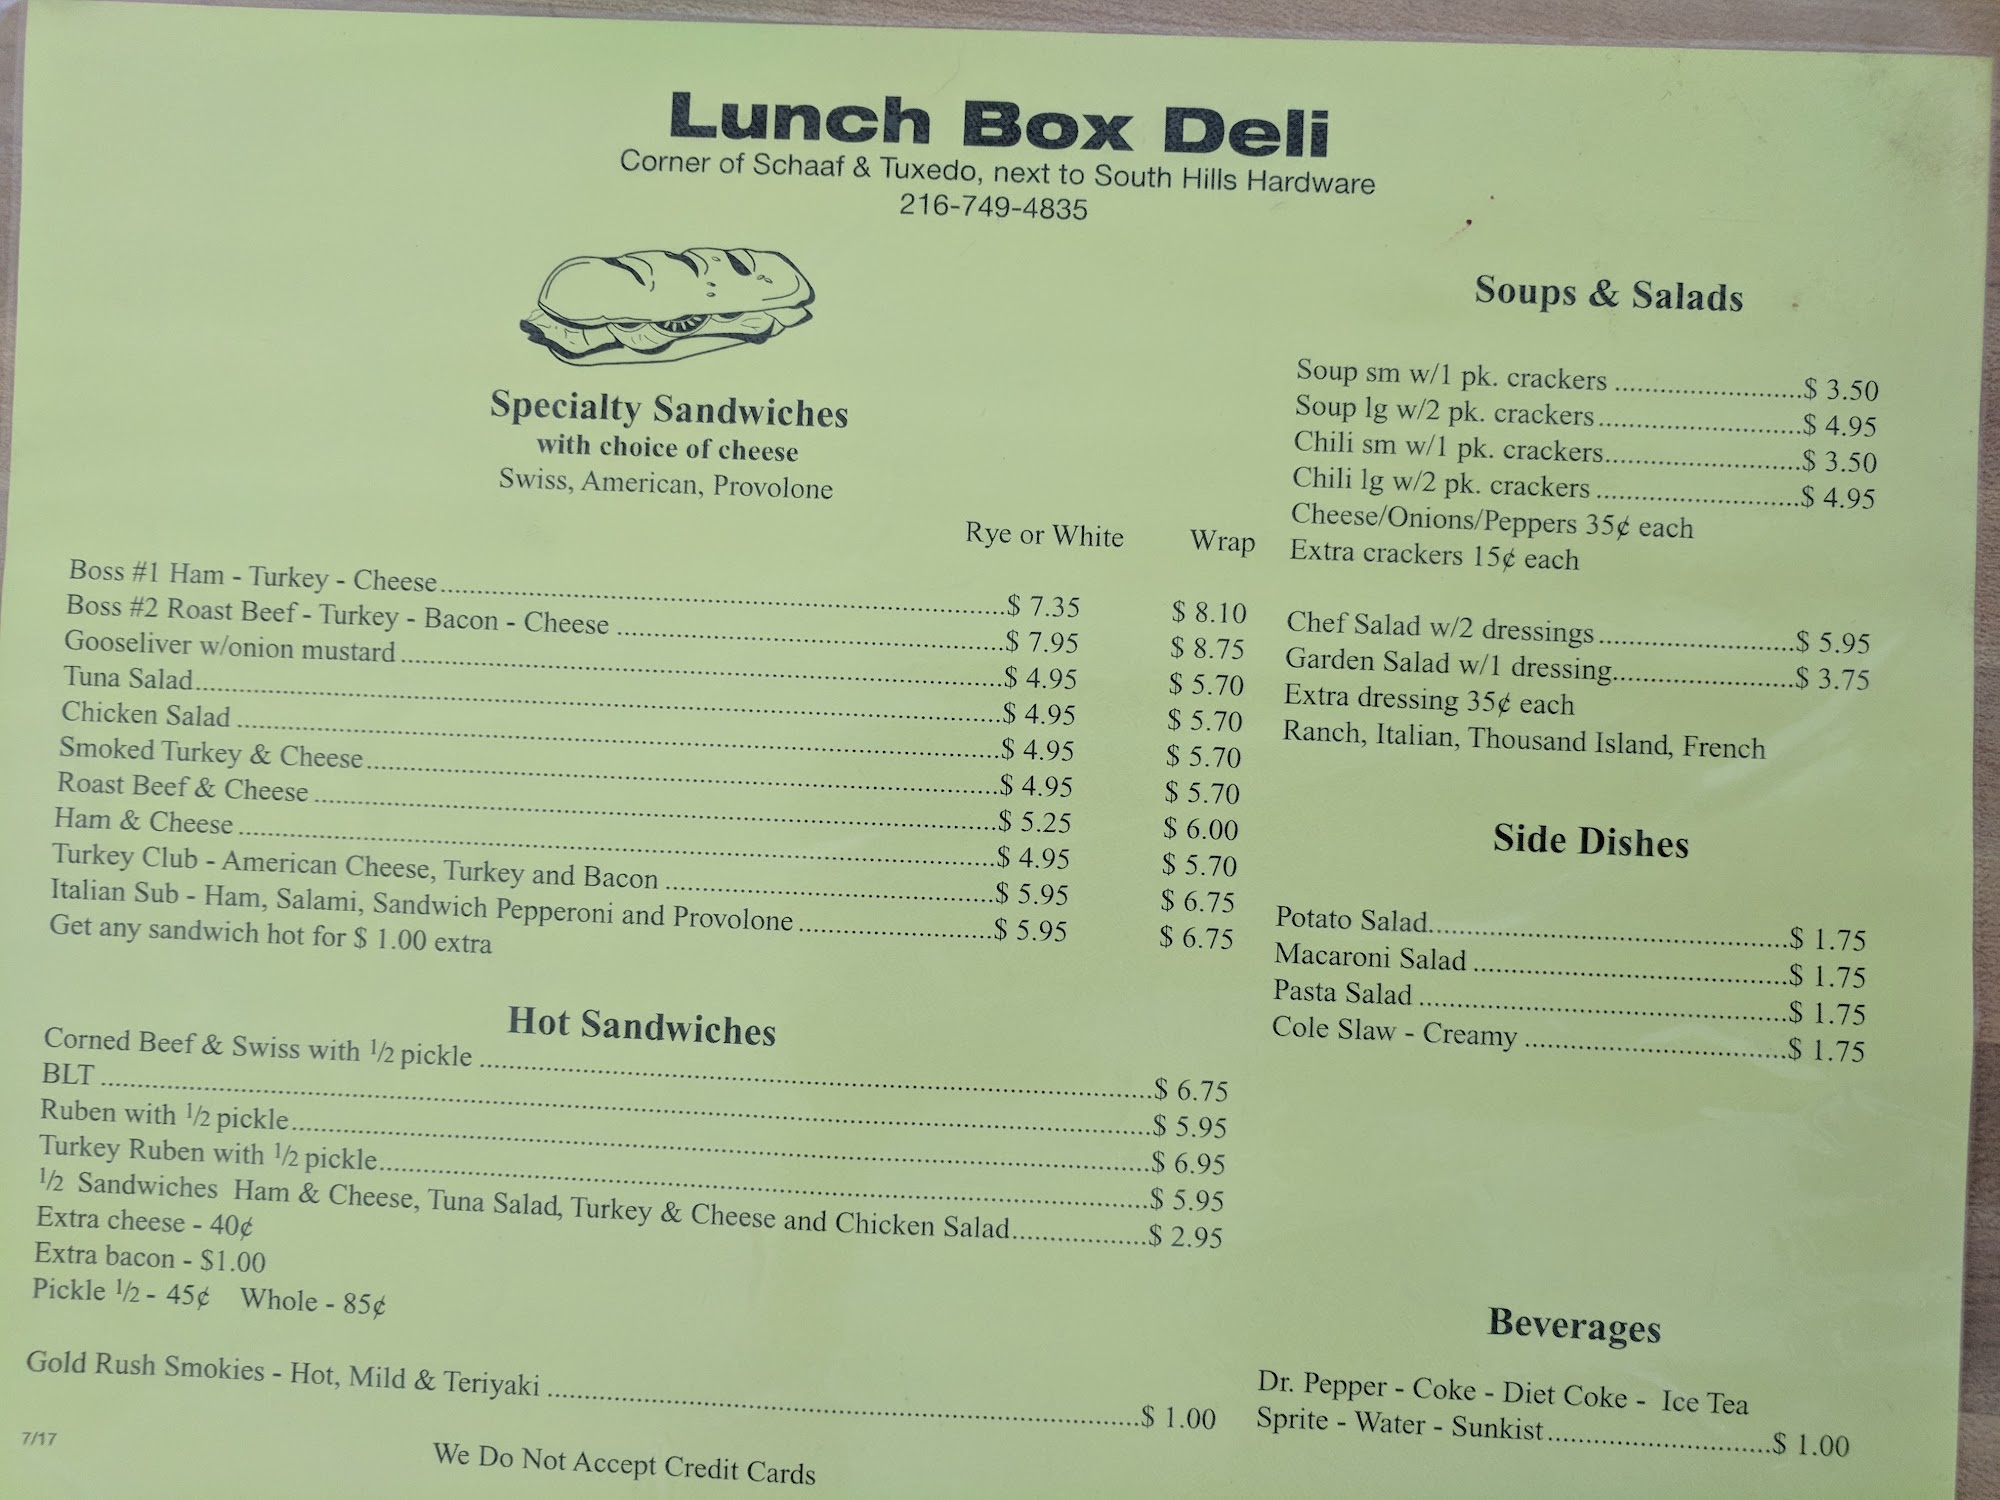 Lunch Box Deli
Corner of Schaaf & Tuxedo, next to South Hills Hardware
216-749-4835
Specialty Sandwiches
with choice of cheese
Swiss, American, Provolone
Rye or White Wrap
Boss #1 Ham - Turkey - Cheese $ 7.35 $ 8.10
Boss #2 Roast Beef - Turkey - Bacon - Cheese $ 7.95 $ 8.75
Gooseliver w/onion mustard $ 4.95 $ 5.70
Tuna Salad $ 4.95 $ 5.70
Chicken Salad $ 4.95 $ 5.70
Smoked Turkey & Cheese $ 4.95 $ 5.70
Roast Beef & Cheese $ 5.25 $ 6.00
Ham & Cheese $ 4.95 $ 5.70
Turkey Club - American Cheese, Turkey and Bacon $ 5.95 $ 6.75
Italian Sub - Ham, Salami, Sandwich Pepperoni and Provolone $ 5.95 $ 6.75
Get any sandwich hot for $ 1.00 extra
Hot Sandwiches
Corned Beef & Swiss with 1/2 pickle $ 6.75
BLT $ 5.95
Ruben with 1/2 pickle $ 6.95
Turkey Ruben with 1/2 pickle $ 5.95
1/2 Sandwiches Ham & Cheese, Tuna Salad, Turkey & Cheese and Chicken Salad $ 2.95
Extra cheese - 40¢
Extra bacon - $1.00
Pickle 1/2 - 45¢ Whole - 85¢
Gold Rush Smokies - Hot, Mild & Teriyaki $ 1.00
7/17
We Do Not Accept Credit Cards
Soups & Salads
Soup sm w/1 pk. crackers $ 3.50
Soup lg w/2 pk. crackers $ 4.95
Chili sm w/1 pk. crackers $ 3.50
Chili lg w/2 pk. crackers $ 4.95
Cheese/Onions/Peppers 35¢ each
Extra crackers 15¢ each
Chef Salad w/2 dressings $ 5.95
Garden Salad w/1 dressing $ 3.75
Extra dressing 35¢ each
Ranch, Italian, Thousand Island, French
Side Dishes
Potato Salad $ 1.75
Macaroni Salad $ 1.75
Pasta Salad $ 1.75
Cole Slaw - Creamy $ 1.75
Beverages
Dr. Pepper - Coke - Diet Coke - Ice Tea
Sprite - Water - Sunkist $ 1.00